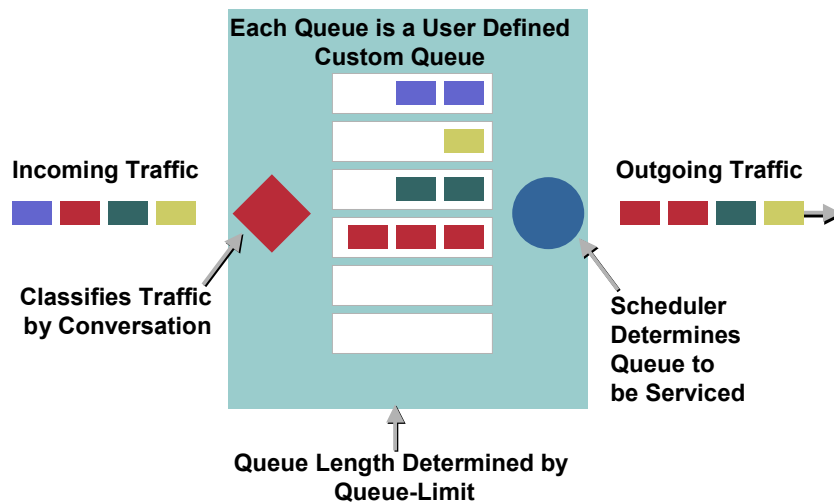 Each Queue is a User Defined
Custom Queue
Incoming Traffic
Outgoing Traffic
Classifies Traffic
by Conversation
Scheduler
Determines
Queue to
be Serviced
Queue Length Determined by
Queue-Limit